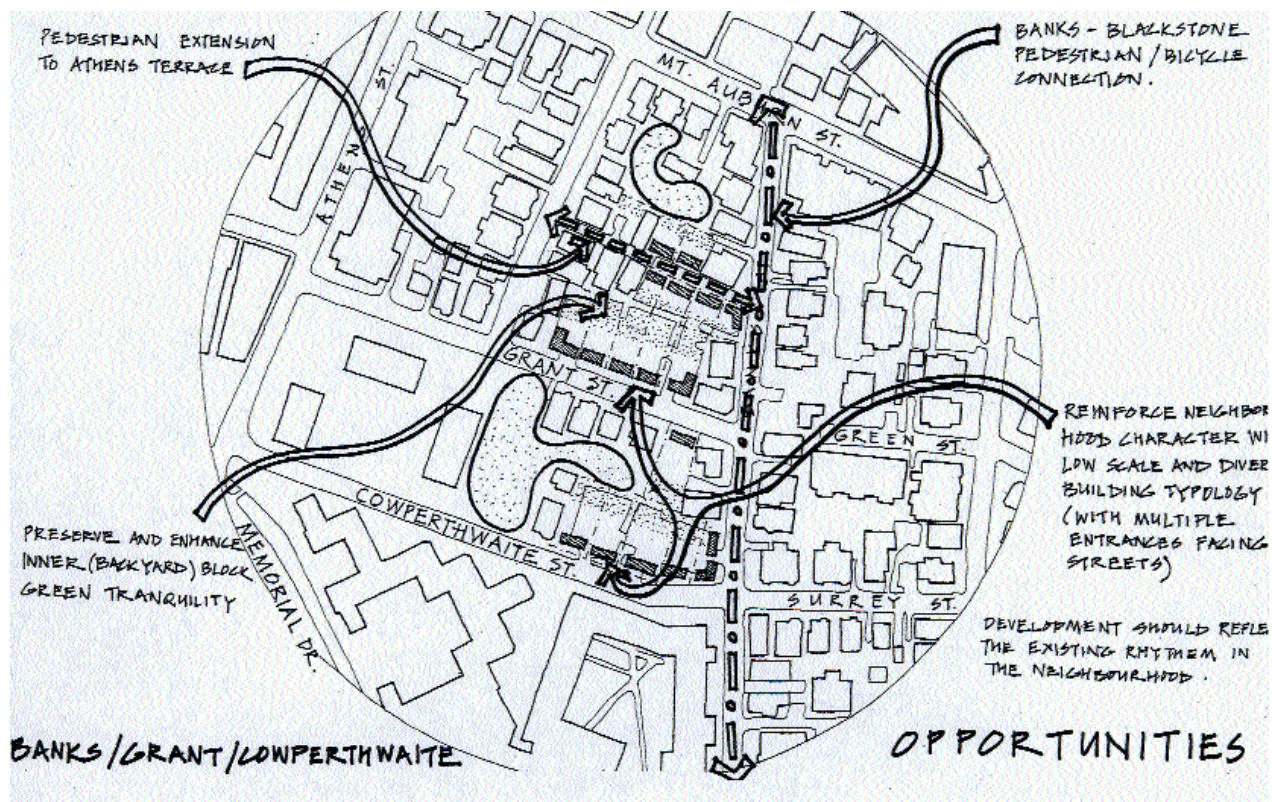 PEDESTRIAN EXTENSION
TO ATHENS TERRACE
BANKS - BLACKSTONE
PEDESTRIAN / BICYCLE
CONNECTION.
MT. AUBURN ST.
ATHENS ST.
GRANT ST.
GREEN ST.
COWPERTHWAITE ST.
SURREY ST.
MEMORIAL DR.
PRESERVE AND ENHANCE
INNER (BACKYARD) BLOCK
GREEN TRANQUILITY
REINFORCE NEIGHBOR
HOOD CHARACTER WI
LOW SCALE AND DIVER
BUILDING TYPOLOGY
(WITH MULTIPLE
ENTRANCES FACING
STREETS)
DEVELOPMENT SHOULD REFLE
THE EXISTING RHYTHEM IN
THE NEIGHBOURHOOD.
BANKS/GRANT/COWPERTHWAITE
OPPORTUNITIES